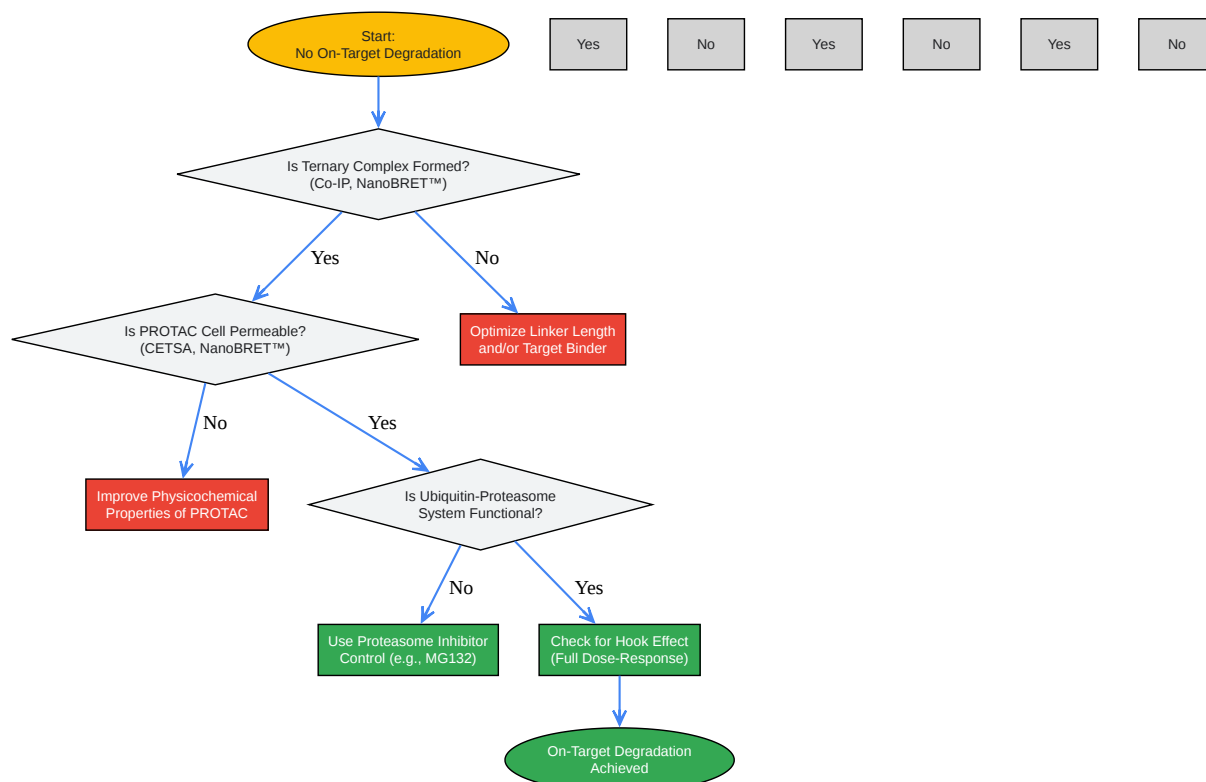 Start:
No On-Target Degradation
Yes
No
Yes
No
Yes
No
Is Ternary Complex Formed?
(Co-IP, NanoBRET™)
Yes
No
Is PROTAC Cell Permeable?
(CETSA, NanoBRET™)
Optimize Linker Length
and/or Target Binder
No
Yes
Improve Physicochemical
Properties of PROTAC
Is Ubiquitin-Proteasome
System Functional?
No
Yes
Use Proteasome Inhibitor
Control (e.g., MG132)
Check for Hook Effect
(Full Dose-Response)
On-Target Degradation
Achieved